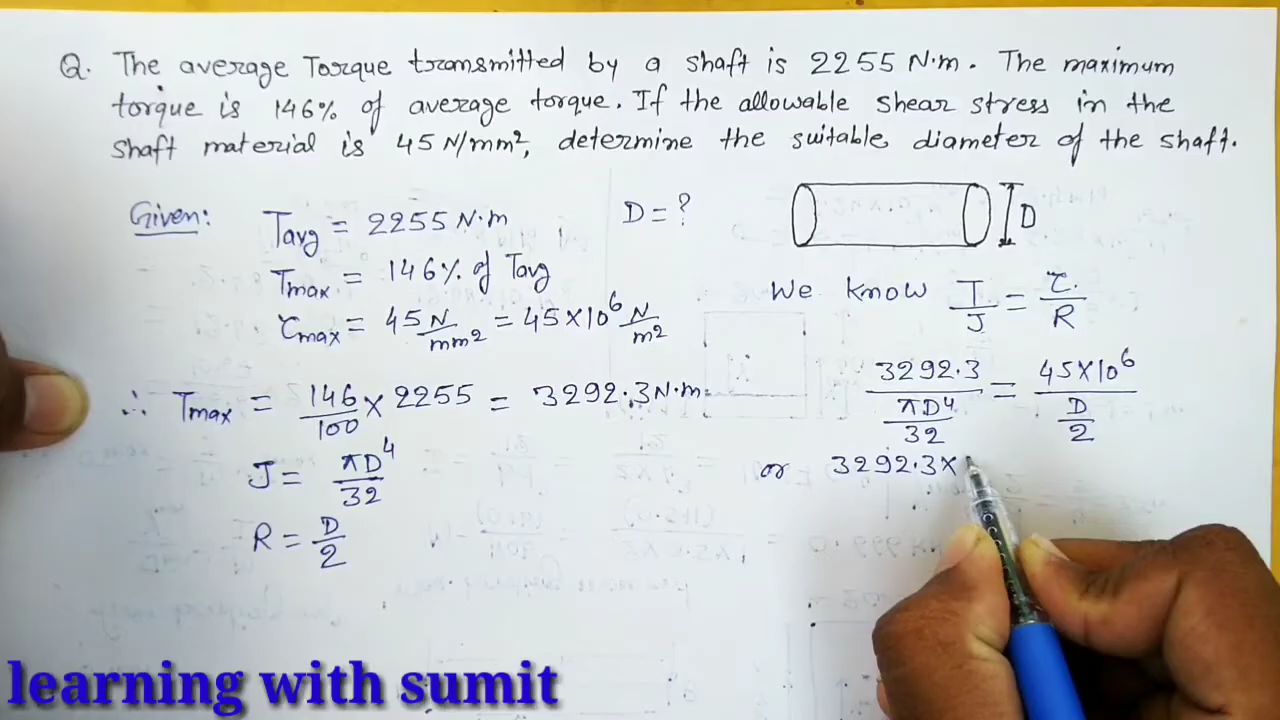 Q. The average Torque transmitted by a shaft is 2255 N·m. The maximum
torque is 146% of average torque. If the allowable shear stress in the
shaft material is 45 N/mm², determine the suitable diameter of the shaft.
Given: Tavg = 2255 N·m D = ?
Tmax = 146% of Tavg
τmax = 45 N/mm² = 45×10⁶ N/m²
∴ Tmax = 146/100 × 2255 = 3292.3 N·m.
J = πD⁴/32
R = D/2
D
We know T/J = τ/R
3292.3/(πD⁴/32) = 45×10⁶/(D/2)
or 3292.3×
learning with sumit